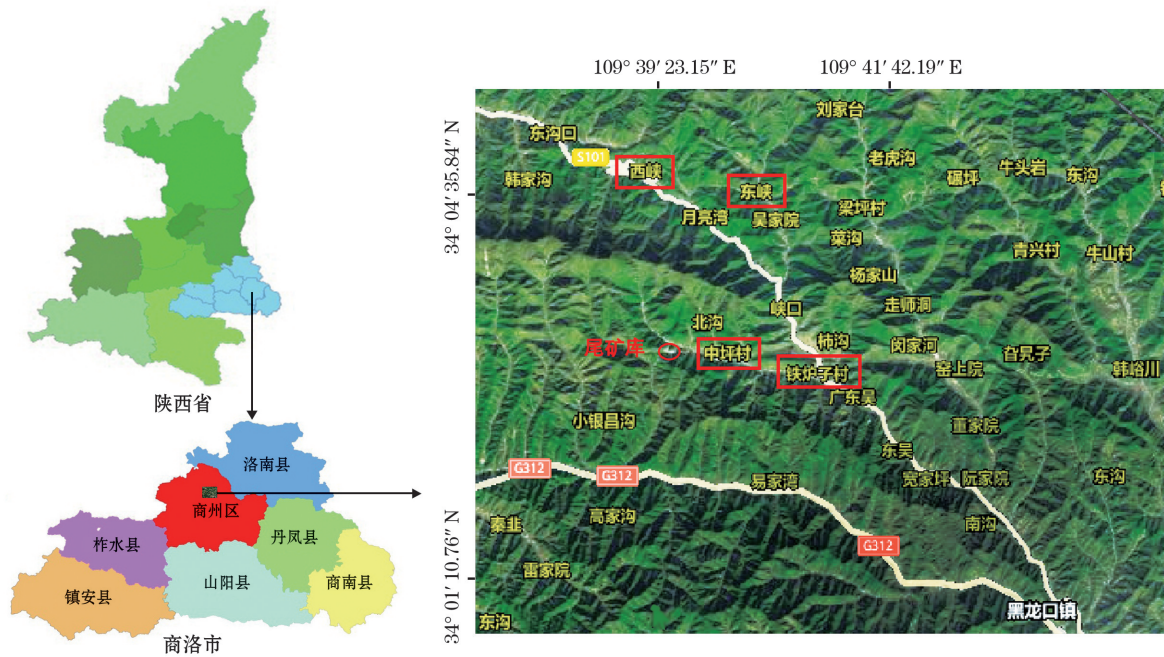 陕西省
洛南县
商州区
丹凤县
柞水县
山阳县
商南县
镇安县
商洛市
109° 39′ 23.15″ E
109° 41′ 42.19″ E
34° 04′ 35.84″ N
34° 01′ 10.76″ N
刘家台
东沟口
S101
西峡
老虎沟
牛头岩
韩家沟
东峡
碾坪
东沟
月亮湾
吴家院
梁坪村
菜沟
青兴村
牛山村
杨家山
峡口
走师洞
北沟
尾矿库
中坪村
柿沟
闵家河
旮旯子
铁炉子村
窑上院
韩峪川
广东吴
小银昌沟
董家院
东吴
G312
G312
易家湾
宽家坪
阮家院
东沟
秦韭
高家沟
南沟
G312
雷家院
黑龙口镇
东沟